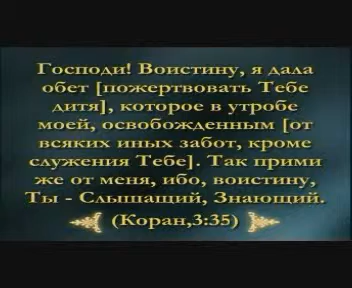 Господи! Воистину, я дала
обет [пожертвовать Тебе
дитя], которое в утробе
моей, освобожденным [от
всяких иных забот, кроме
служения Тебе]. Так прими
же от меня, ибо, воистину,
Ты - Слышащий, Знающий.
(Коран,3:35)